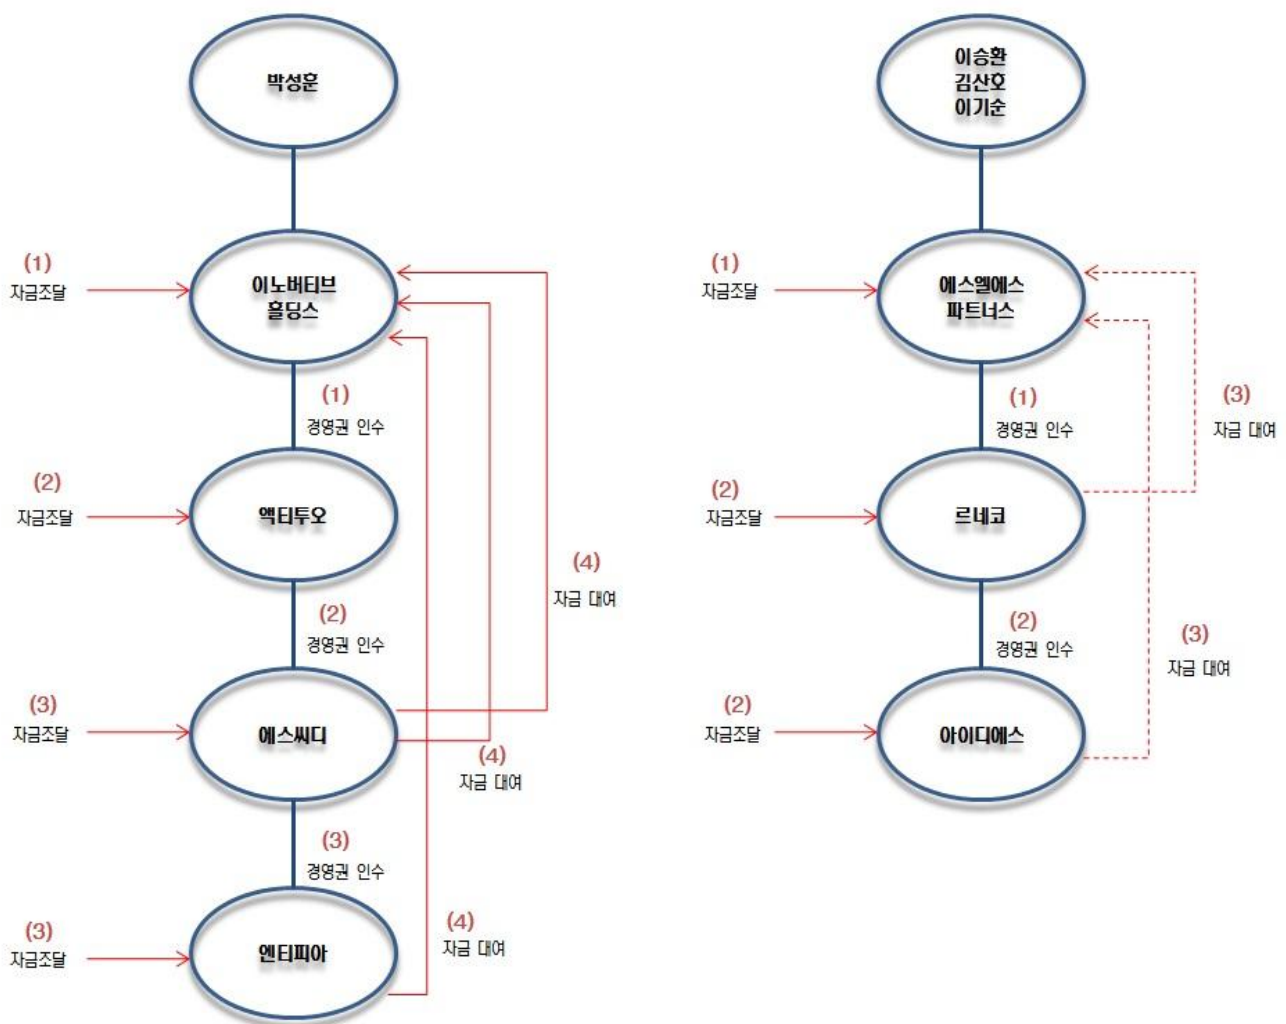 박성훈
(1)
자금조달
이노버티브
홀딩스
(1)
경영권 인수
(2)
자금조달
액티투오
(4)
자금 대여
(2)
경영권 인수
(3)
자금조달
에스씨디
(4)
자금 대여
(3)
경영권 인수
(3)
자금조달
엔티피아
(4)
자금 대여
이승환
김산호
이기순
(1)
자금조달
에스엘에스
파트너스
(1)
경영권 인수
(3)
자금 대여
(2)
자금조달
르네코
(2)
경영권 인수
(3)
자금 대여
(2)
자금조달
아이디에스